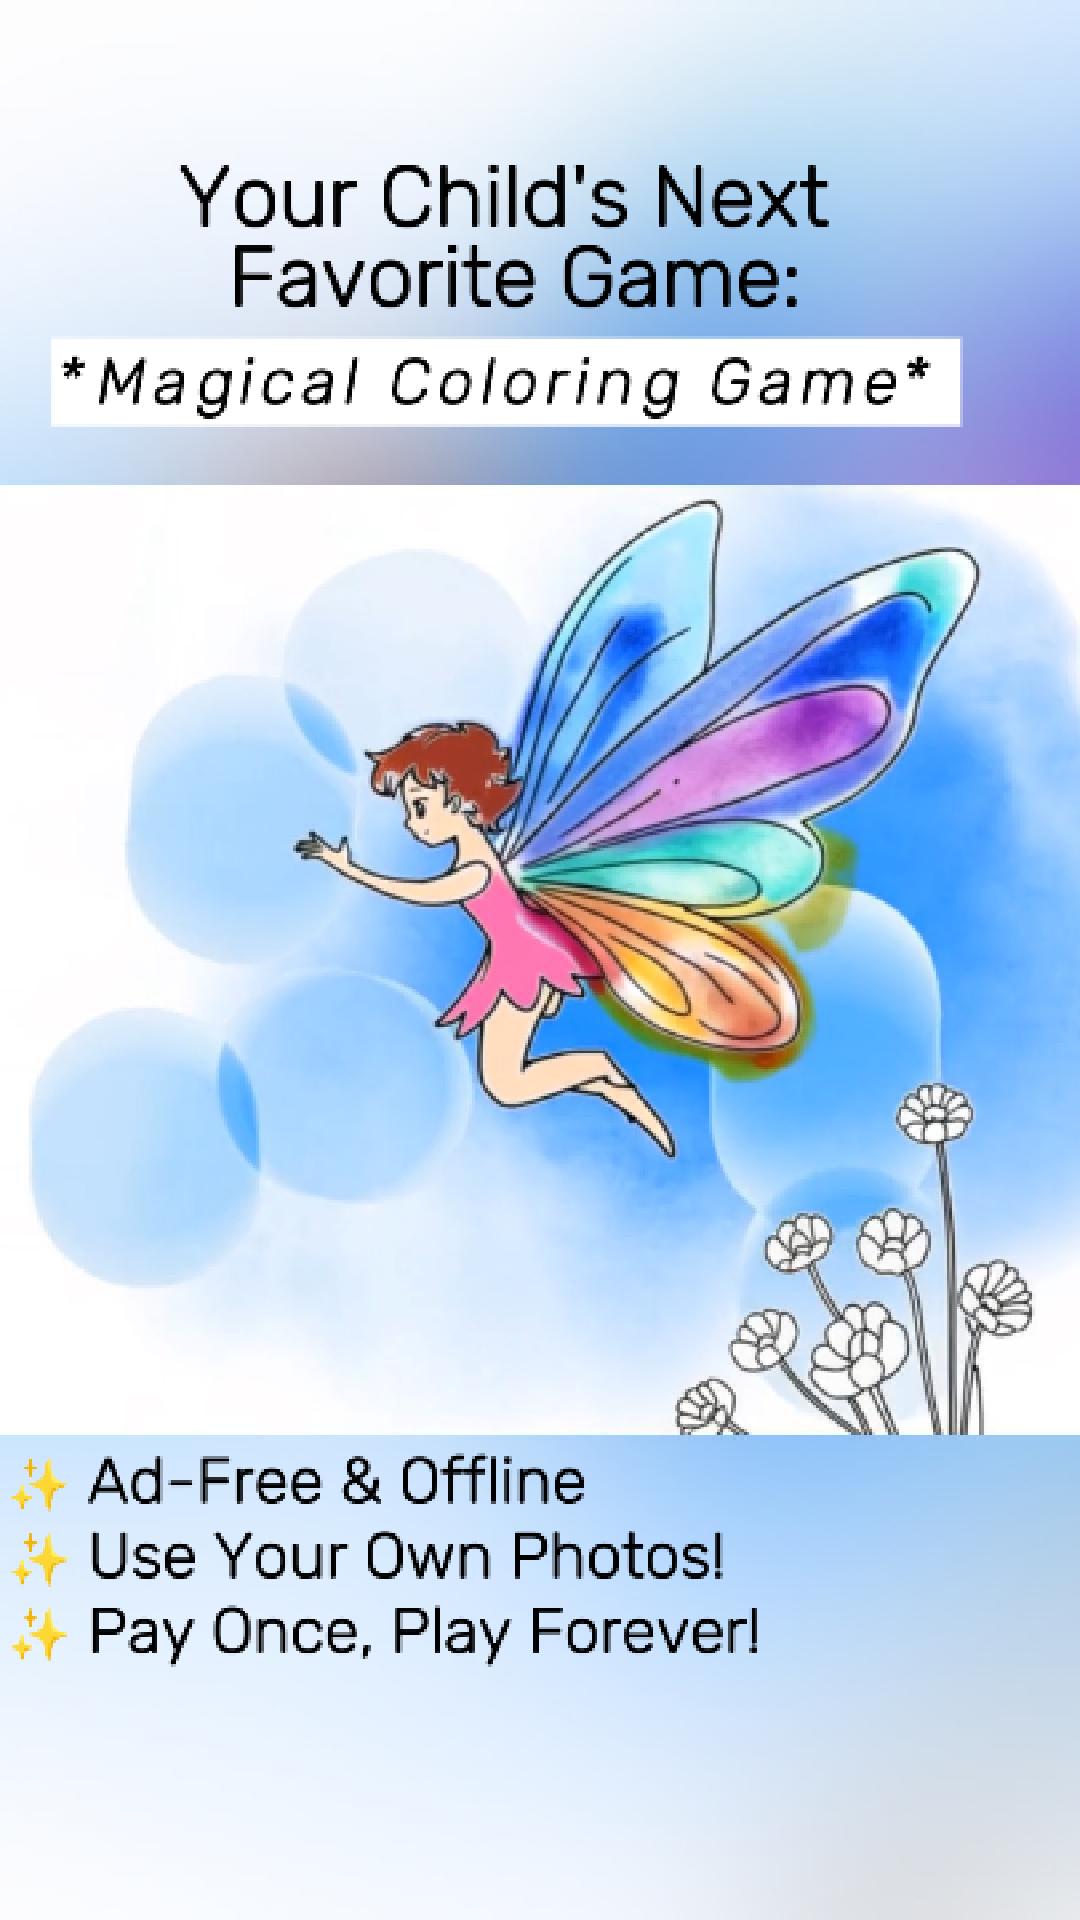 Your Child's Next
Favorite Game:
*Magical Coloring Game*
✨ Ad-Free & Offline
✨ Use Your Own Photos!
✨ Pay Once, Play Forever!